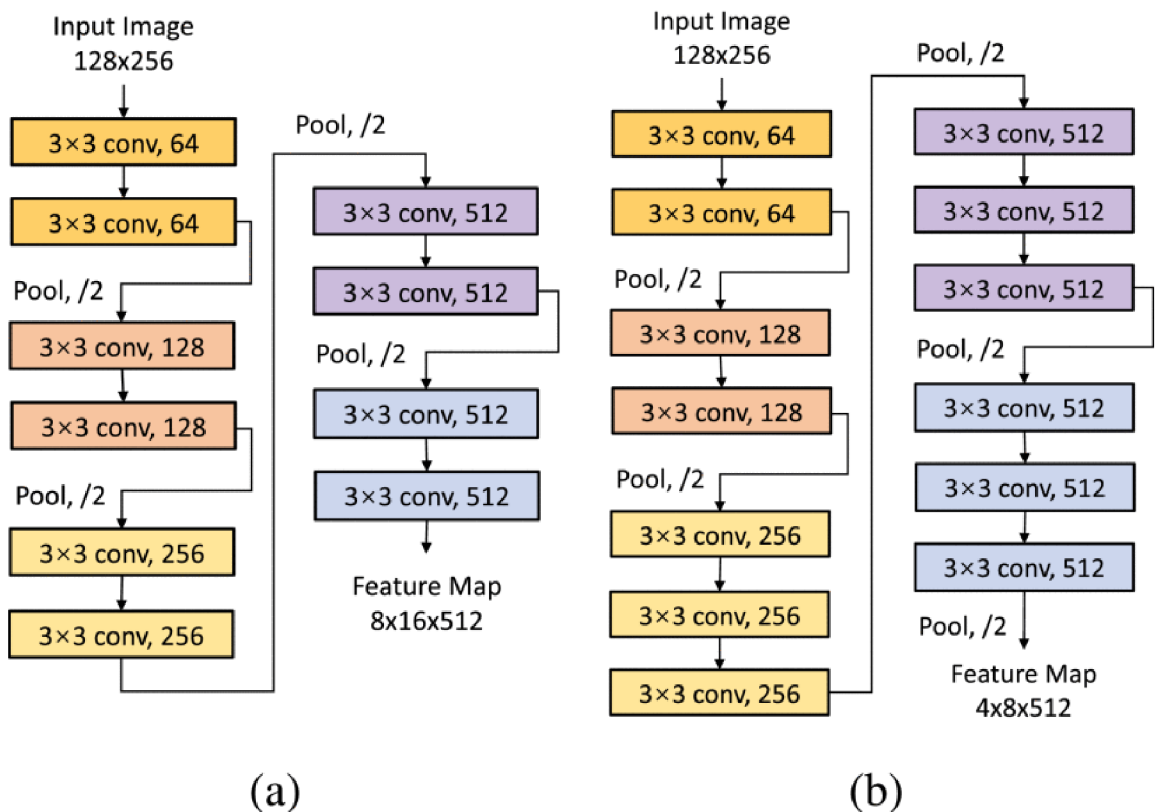 Input Image
128x256
3×3 conv, 64
3×3 conv, 64
Pool, /2
3×3 conv, 128
3×3 conv, 128
Pool, /2
3×3 conv, 256
3×3 conv, 256
Pool, /2
3×3 conv, 512
3×3 conv, 512
Pool, /2
3×3 conv, 512
3×3 conv, 512
Feature Map
8x16x512
(a)
Input Image
128x256
3×3 conv, 64
3×3 conv, 64
Pool, /2
3×3 conv, 128
3×3 conv, 128
Pool, /2
3×3 conv, 256
3×3 conv, 256
3×3 conv, 256
Pool, /2
3×3 conv, 512
3×3 conv, 512
3×3 conv, 512
Pool, /2
3×3 conv, 512
3×3 conv, 512
3×3 conv, 512
Pool, /2
Feature Map
4x8x512
(b)